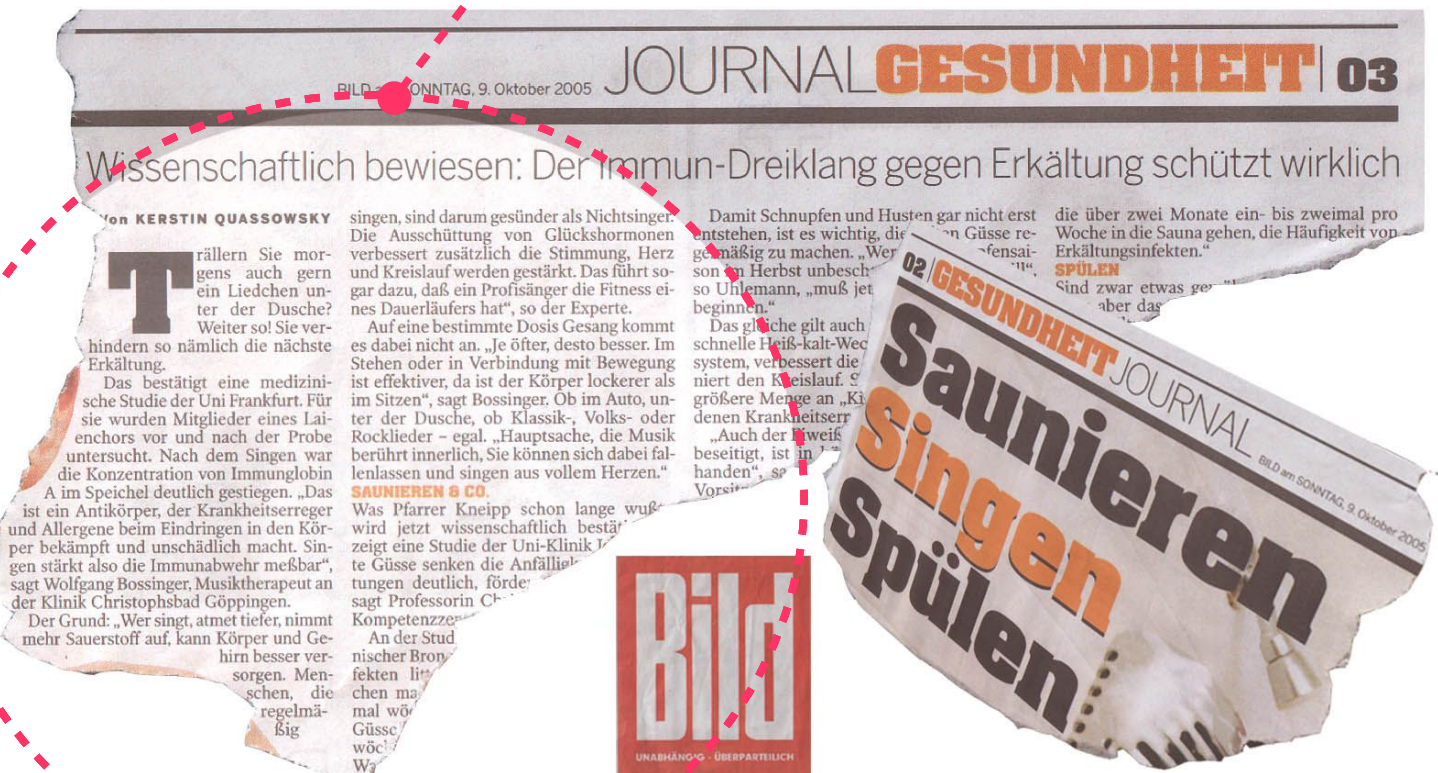 BILD am SONNTAG, 9. Oktober 2005 JOURNAL GESUNDHEIT | 03
Wissenschaftlich bewiesen: Der Immun-Dreiklang gegen Erkältung schützt wirklich
Von KERSTIN QUASSOWSKY
Trällern Sie mor-
gens auch gern
ein Liedchen un-
ter der Dusche?
Weiter so! Sie ver-
hindern so nämlich die nächste
Erkältung.
Das bestätigt eine medizini-
sche Studie der Uni Frankfurt. Für
sie wurden Mitglieder eines Lai-
enchors vor und nach der Probe
untersucht. Nach dem Singen war
die Konzentration von Immunglobin
A im Speichel deutlich gestiegen. „Das
ist ein Antikörper, der Krankheitserreger
und Allergene beim Eindringen in den Kör-
per bekämpft und unschädlich macht. Sin-
gen stärkt also die Immunabwehr meßbar“,
sagt Wolfgang Bossinger, Musiktherapeut an
der Klinik Christophsbad Göppingen.
Der Grund: „Wer singt, atmet tiefer, nimmt
mehr Sauerstoff auf, kann Körper und Ge-
hirn besser ver-
sorgen. Men-
schen, die
regelmä-
ßig
singen, sind darum gesünder als Nichtsinger.
Die Ausschüttung von Glückshormonen
verbessert zusätzlich die Stimmung, Herz
und Kreislauf werden gestärkt. Das führt so-
gar dazu, daß ein Profisänger die Fitness ei-
nes Dauerläufers hat“, so der Experte.
Auf eine bestimmte Dosis Gesang kommt
es dabei nicht an. „Je öfter, desto besser. Im
Stehen oder in Verbindung mit Bewegung
ist effektiver, da ist der Körper lockerer als
im Sitzen“, sagt Bossinger. Ob im Auto, un-
ter der Dusche, ob Klassik-, Volks- oder
Rocklieder – egal. „Hauptsache, die Musik
berührt innerlich, Sie können sich dabei fal-
lenlassen und singen aus vollem Herzen.“
SAUNIEREN & CO.
Was Pfarrer Kneipp schon lange
wird jetzt wissenschaftlich
zeigt eine Studie der Uni-Klinik
te Güsse senken die
tungen deutlich,
sagt Professorin
An der
nischer
fekten
chen
mal
Damit Schnupfen und Husten gar nicht erst
entstehen, ist es wichtig, die Güsse re-
gelmäßig zu machen. „Wer
son im Herbst
so Uhlemann, „muß
beginnen.“
Das gleiche gilt auch
schnelle
system, verbessert die
niert den Kreislauf.
größere Menge an
denen
„Auch der
beseitigt, ist in
handen“,
die über zwei Monate ein- bis zweimal pro
Woche in die Sauna gehen, die Häufigkeit von
Erkältungsinfekten.“
SPÜLEN
Sind zwar etwas
aber das
02 | GESUNDHEIT JOURNAL
BILD am SONNTAG, 9. Oktober 2005
Saunieren
Singen
Spülen
Bild
UNABHÄNGIG · ÜBERPARTEILICH